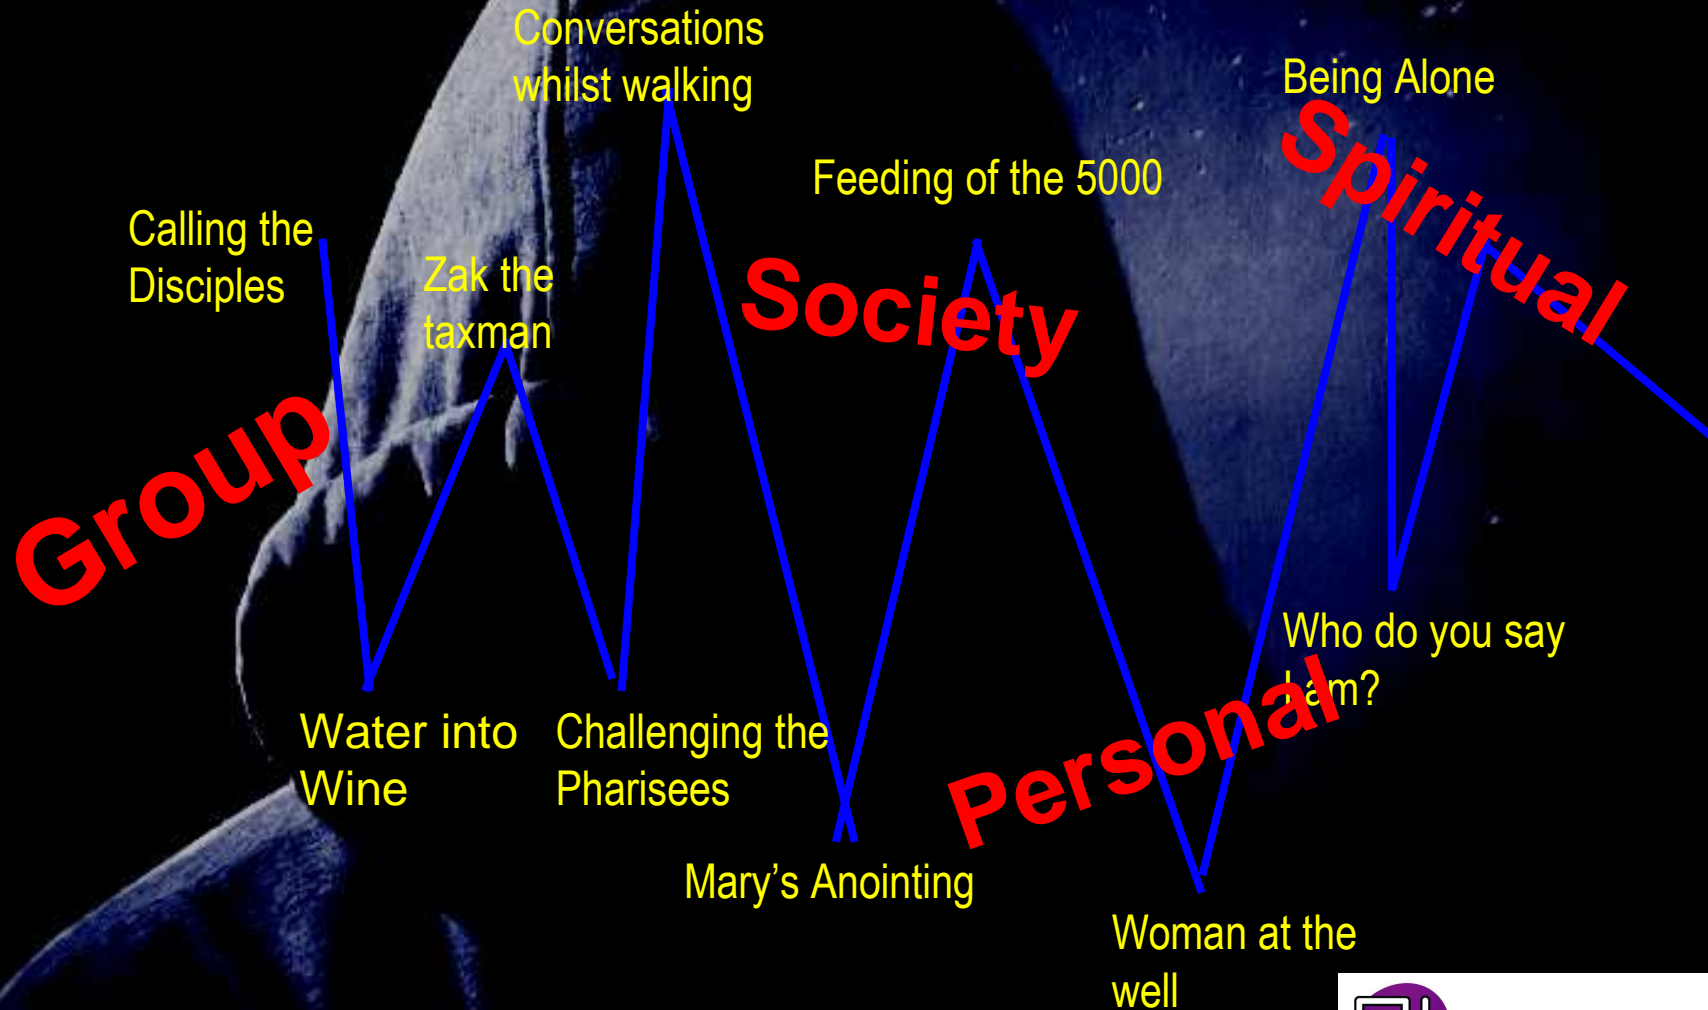 Conversations
whilst walking
Being Alone
Spiritual
Feeding of the 5000
Calling the
Disciples
Zak the
taxman
Society
Group
Who do you say
I am?
Personal
Water into
Wine
Challenging the
Pharisees
Mary’s Anointing
Woman at the
well